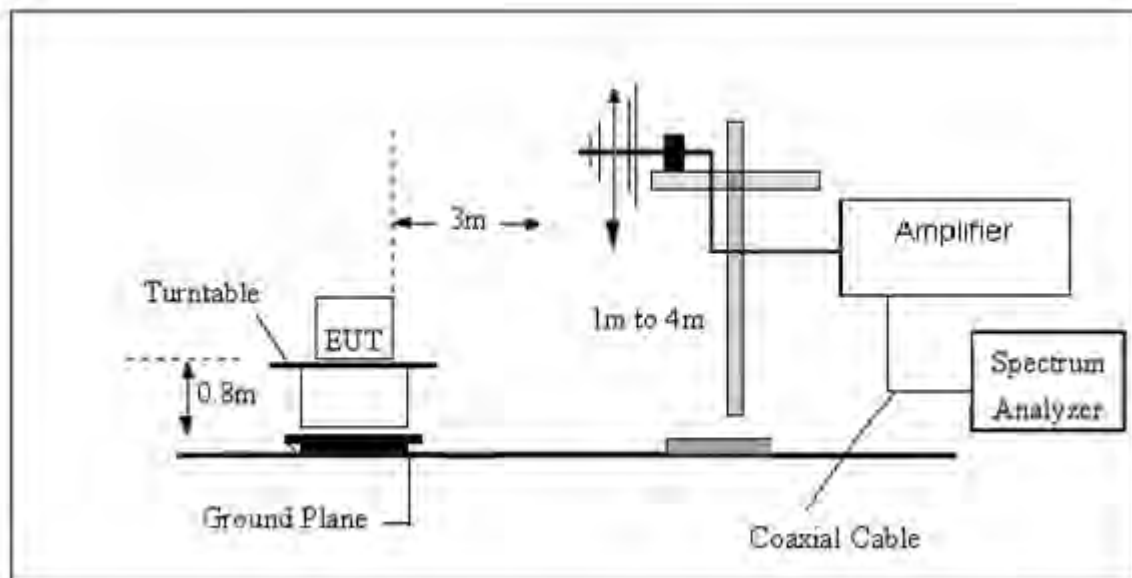 Amplifier
3m
Turntable
EUT
1m to 4m
0.8m
Spectrum
Analyzer
Ground Plane
Coaxial Cable